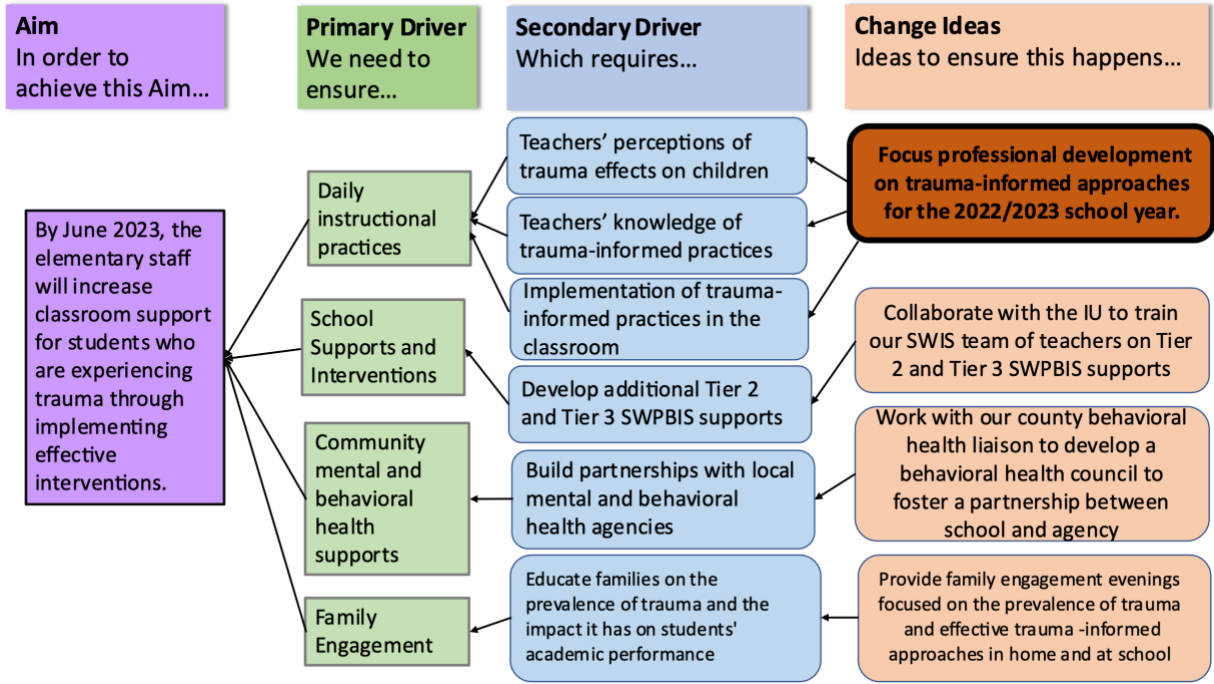 Aim
In order to
achieve this Aim…
Primary Driver
We need to
ensure…
Secondary Driver
Which requires…
Change Ideas
Ideas to ensure this happens…
By June 2023, the
elementary staff
will increase
classroom support
for students who
are experiencing
trauma through
implementing
effective
interventions.
Daily
instructional
practices
School
Supports and
Interventions
Community
mental and
behavioral
health
supports
Family
Engagement
Teachers’ perceptions of
trauma effects on children
Teachers’ knowledge of
trauma-informed practices
Implementation of trauma-
informed practices in the
classroom
Develop additional Tier 2
and Tier 3 SWPBIS supports
Build partnerships with local
mental and behavioral
health agencies
Educate families on the
prevalence of trauma and the
impact it has on students'
academic performance
Focus professional development
on trauma-informed approaches
for the 2022/2023 school year.
Collaborate with the IU to train
our SWIS team of teachers on Tier
2 and Tier 3 SWPBIS supports
Work with our county behavioral
health liaison to develop a
behavioral health council to
foster a partnership between
school and agency
Provide family engagement evenings
focused on the prevalence of trauma
and effective trauma -informed
approaches in home and at school